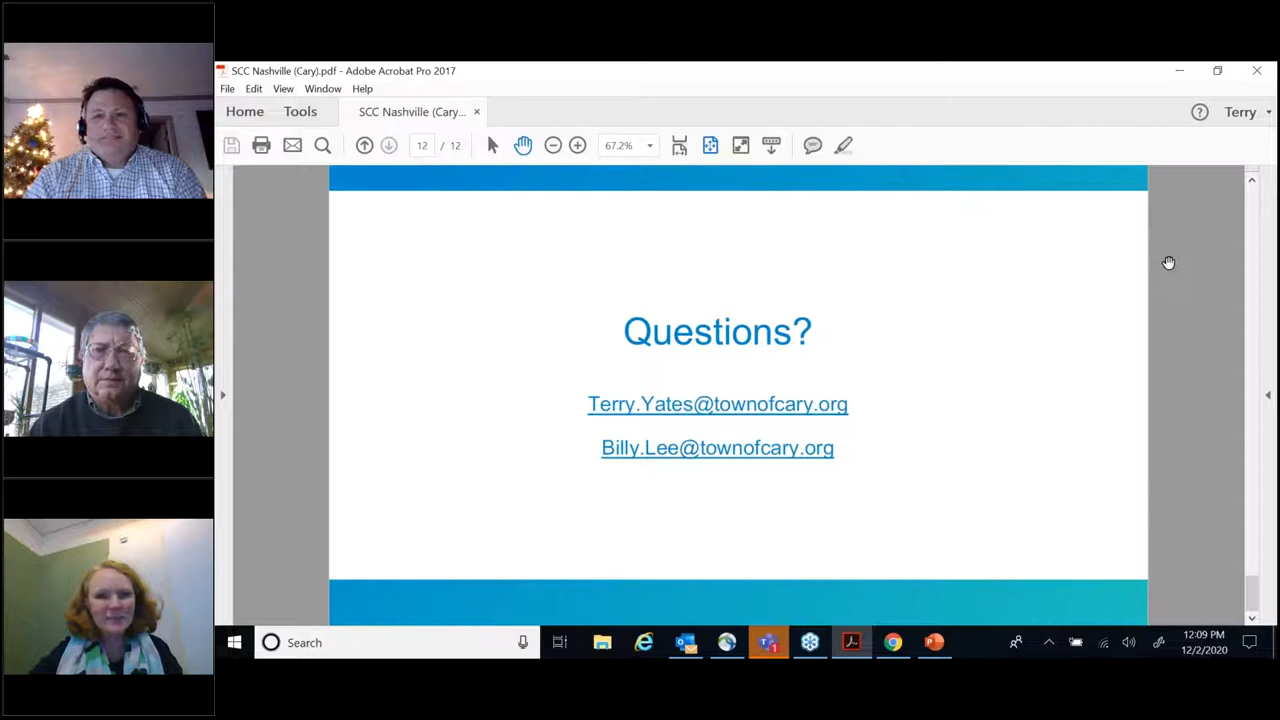 SCC Nashville (Cary).pdf - Adobe Acrobat Pro 2017
File Edit View Window Help
Home Tools SCC Nashville (Cary... ×
Terry
12 / 12 67.2%
Questions?
Terry.Yates@townofcary.org
Billy.Lee@townofcary.org
Search
1
12:09 PM
12/2/2020